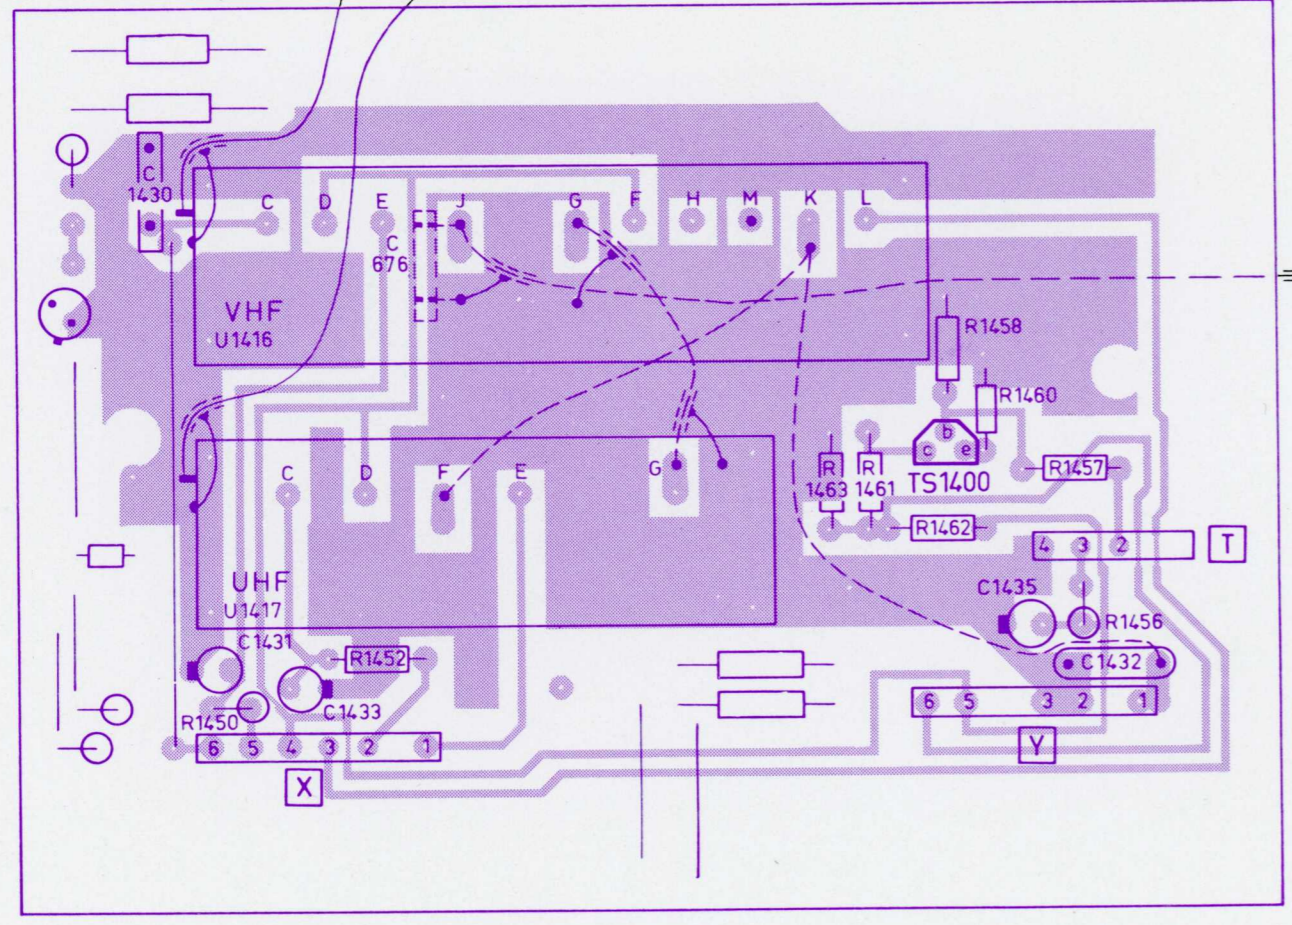 C
1430
C D E J G F H M K L
C
676
VHF
U1416
R1458
R1460
b
c e
TS1400
R
1463
R
1461
R1457
R1462
C D F E G
4 3 2
T
UHF
U1417
C1435
R1456
C1431
R1452
C1432
C1433
R1450
6 5 3 2 1
Y
6 5 4 3 2 1
X